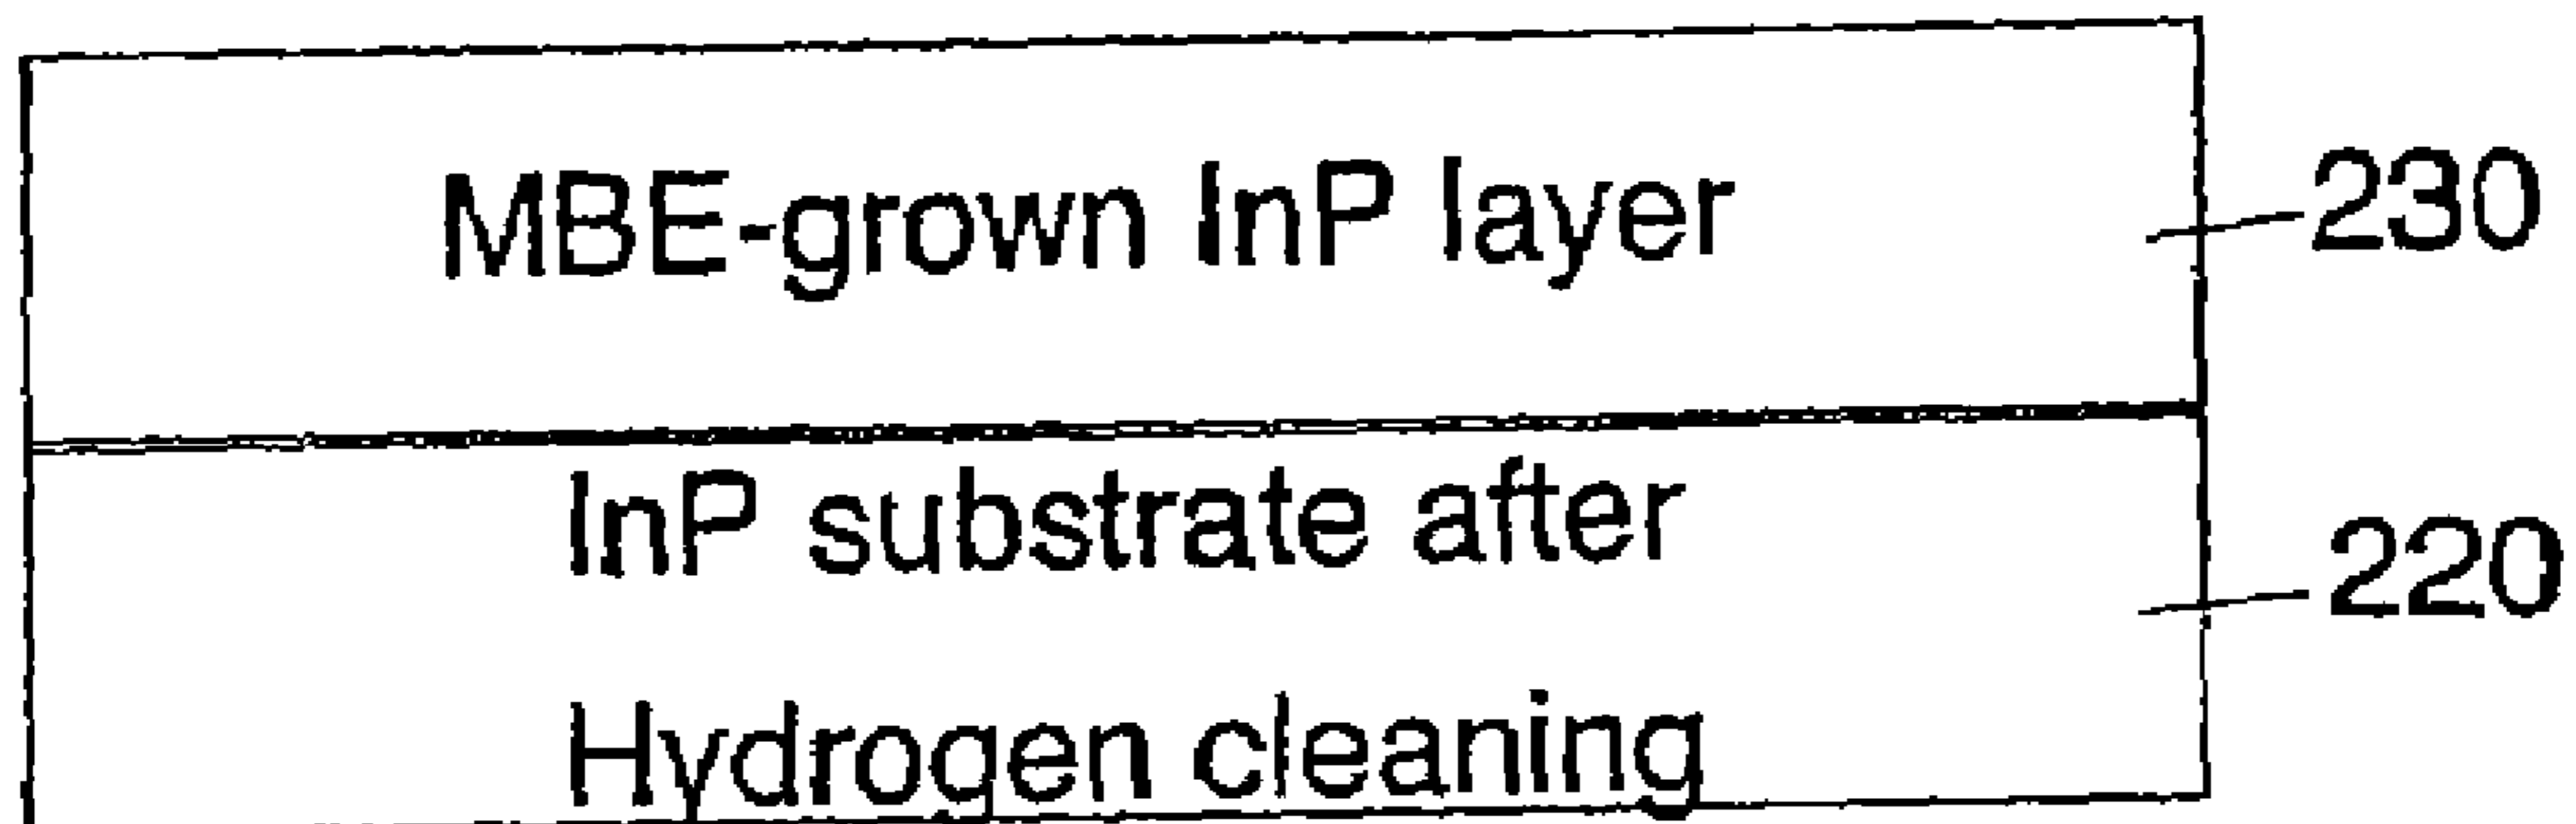 MBE-grown InP layer
230
InP substrate after
220
Hydrogen cleaning